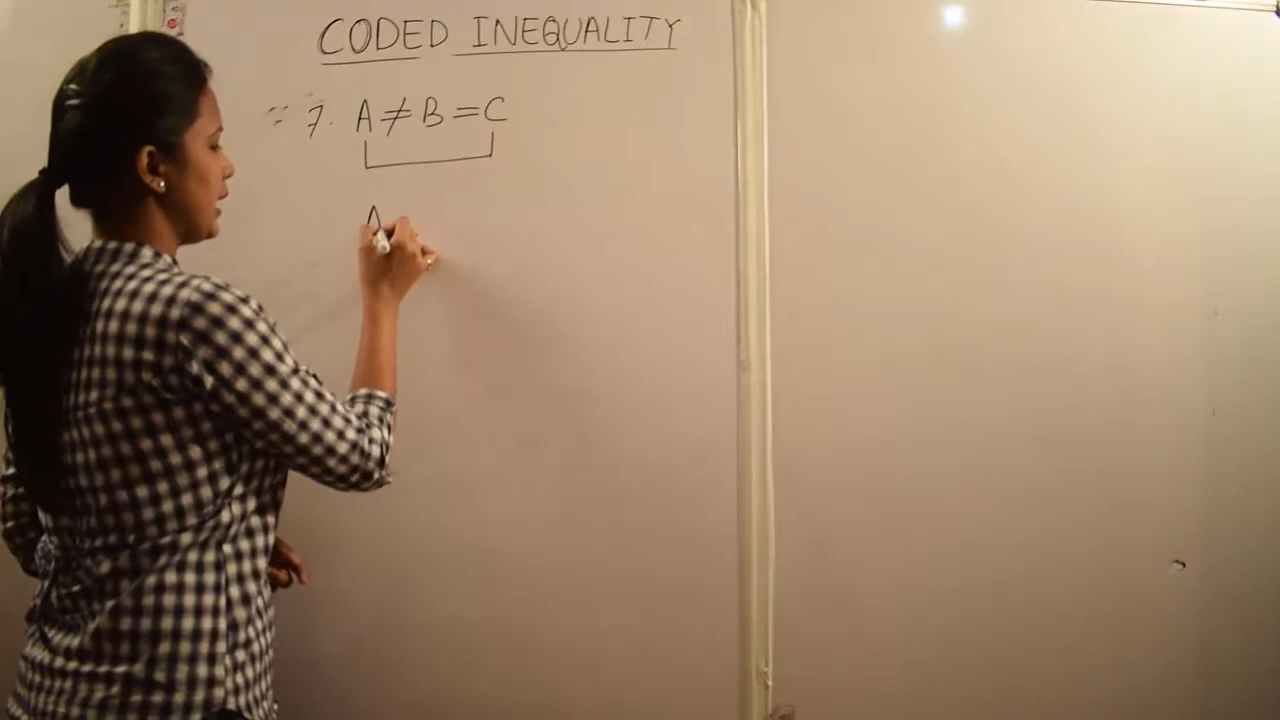 CODED INEQUALITY
7. A ≠ B = C
A